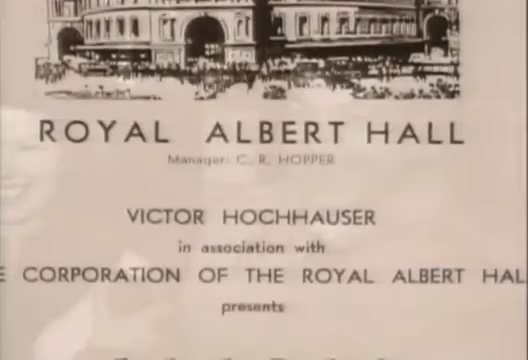 ROYAL ALBERT HALL
Manager: C. R. HOPPER
VICTOR HOCHHAUSER
in association with
E CORPORATION OF THE ROYAL ALBERT HAL
presents